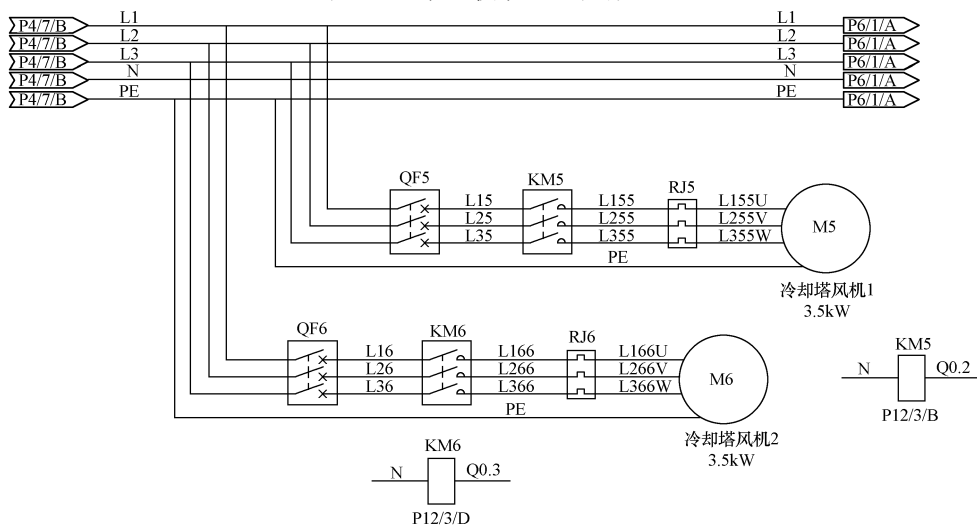 P4/7/B L1 L1 P6/1/A
P4/7/B L2 L2 P6/1/A
P4/7/B L3 L3 P6/1/A
P4/7/B N N P6/1/A
P4/7/B PE PE P6/1/A
QF5 KM5 RJ5
L15 L155 L155U
L25 L255 L255V
L35 L355 L355W
M5
PE
冷却塔风机1
3.5kW
QF6 KM6 RJ6
L16 L166 L166U
L26 L266 L266V
L36 L366 L366W
M6
PE
冷却塔风机2
3.5kW
KM5
N Q0.2
P12/3/B
KM6
N Q0.3
P12/3/D